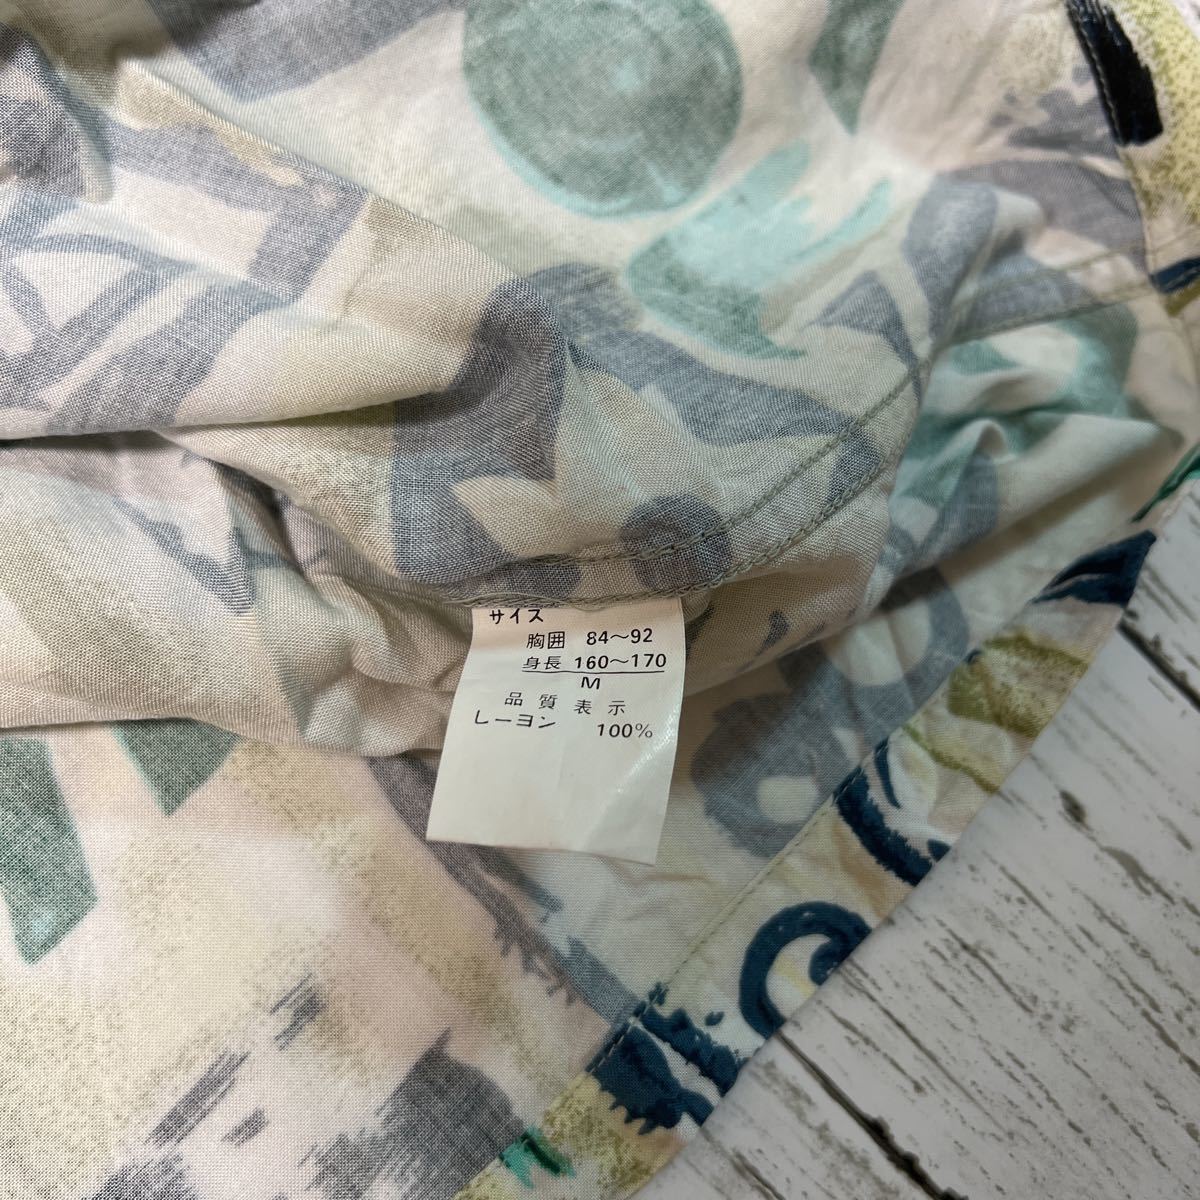 サイズ
胸囲 84〜92
身長 160〜170
M
品質表示
レーヨン 100%